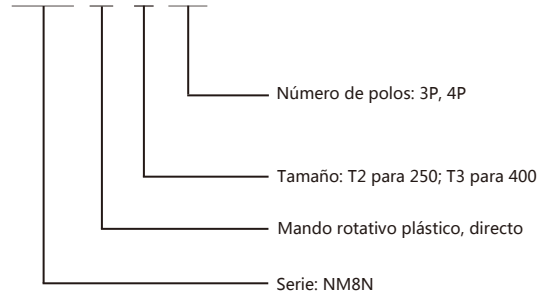 Número de polos: 3P, 4P
Tamaño: T2 para 250; T3 para 400
Mando rotativo plástico, directo
Serie: NM8N